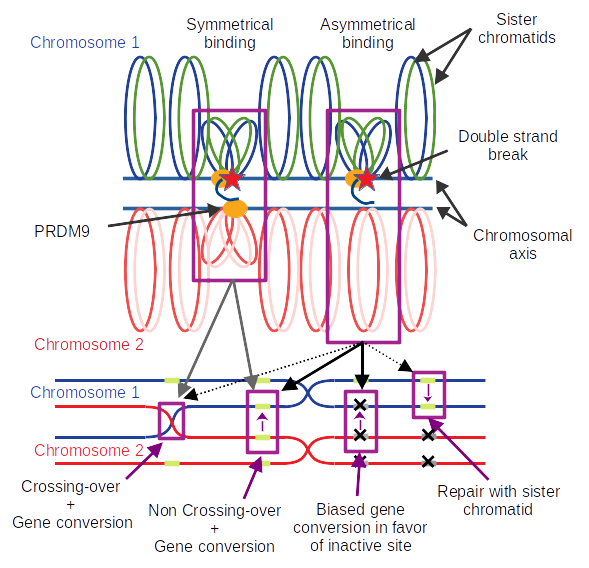 Symmetrical
binding
Asymmetrical
binding
Sister
chromatids
Chromosome 1
Double strand
break
PRDM9
Chromosomal
axis
Chromosome 2
Chromosome 1
Chromosome 2
Crossing-over
+
Gene conversion
Non Crossing-over
+
Gene conversion
Biased gene
conversion in favor
of inactive site
Repair with sister
chromatid